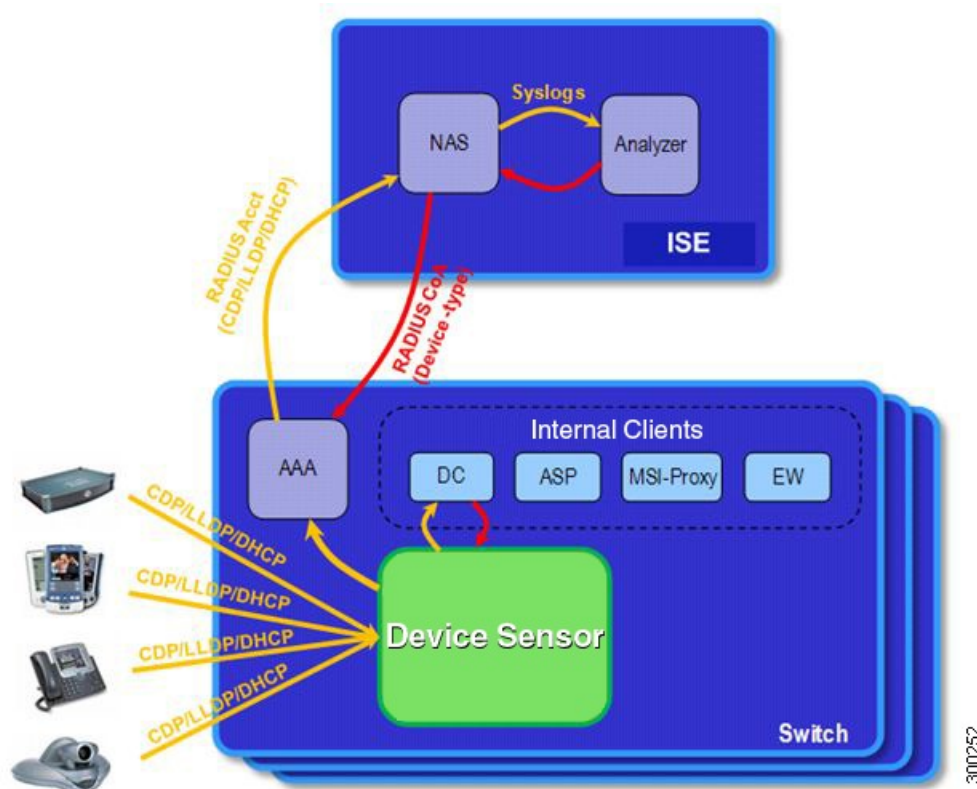 Syslogs
NAS
Analyzer
ISE
RADIUS Acct
(CDP/LLDP/DHCP)
RADIUS CoA
(Device -type)
Internal Clients
AAA
DC
ASP
MSI-Proxy
EW
CDP/LLDP/DHCP
CDP/LLDP/DHCP
CDP/LLDP/DHCP
CDP/LLDP/DHCP
Device Sensor
Switch
300252